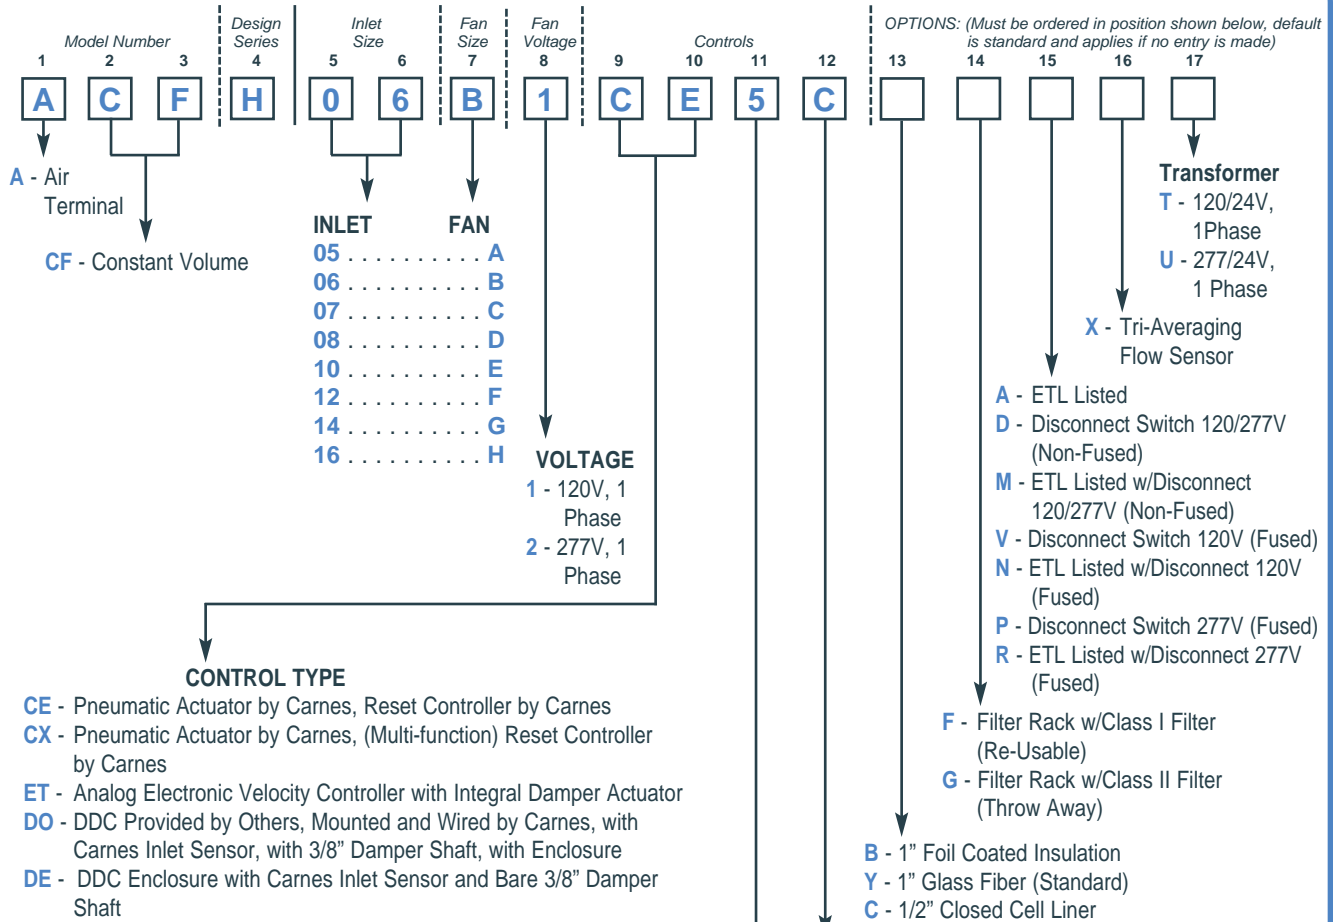 Model Number
Design Series
Inlet Size
Fan Size
Fan Voltage
Controls
OPTIONS: (Must be ordered in position shown below, default
is standard and applies if no entry is made)
1 2 3 4 5 6 7 8 9 10 11 12 13 14 15 16 17
A C F H 0 6 B 1 C E 5 C
A - Air
Terminal
CF - Constant Volume
INLET FAN
05 . . . . . . . . . . A
06 . . . . . . . . . . B
07 . . . . . . . . . . C
08 . . . . . . . . . . D
10 . . . . . . . . . . E
12 . . . . . . . . . . F
14 . . . . . . . . . . G
16 . . . . . . . . . . H
VOLTAGE
1 - 120V, 1
Phase
2 - 277V, 1
Phase
CONTROL TYPE
CE - Pneumatic Actuator by Carnes, Reset Controller by Carnes
CX - Pneumatic Actuator by Carnes, (Multi-function) Reset Controller
by Carnes
ET - Analog Electronic Velocity Controller with Integral Damper Actuator
DO - DDC Provided by Others, Mounted and Wired by Carnes, with
Carnes Inlet Sensor, with 3/8” Damper Shaft, with Enclosure
DE - DDC Enclosure with Carnes Inlet Sensor and Bare 3/8” Damper
Shaft
Transformer
T - 120/24V,
1Phase
U - 277/24V,
1 Phase
X - Tri-Averaging
Flow Sensor
A - ETL Listed
D - Disconnect Switch 120/277V
(Non-Fused)
M - ETL Listed w/Disconnect
120/277V (Non-Fused)
V - Disconnect Switch 120V (Fused)
N - ETL Listed w/Disconnect 120V
(Fused)
P - Disconnect Switch 277V (Fused)
R - ETL Listed w/Disconnect 277V
(Fused)
F - Filter Rack w/Class I Filter
(Re-Usable)
G - Filter Rack w/Class II Filter
(Throw Away)
B - 1” Foil Coated Insulation
Y - 1” Glass Fiber (Standard)
C - 1/2” Closed Cell Liner